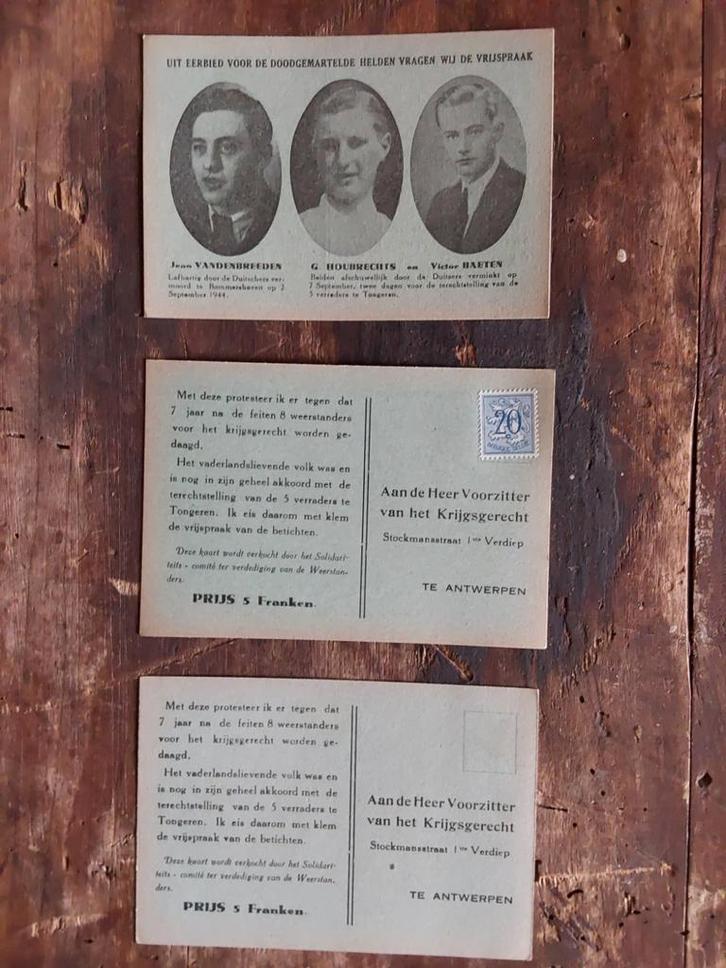 UIT EERBIED VOOR DE DOODGEMARTELDE HELDEN VRAGEN WIJ DE VRIJSPRAAK
Jean VANDENBREEDEN
Lafhartig door de Duitschers ver-
moord te Rommershoven op 2
September 1944.
G. HOUBRECHTS en Victor BAETEN
Beiden afschuwelijk door de Duitsers verminkt op
7 September, twee dagen voor de terechtstelling van de
5 verraders te Tongeren.
Met deze protesteer ik er tegen dat
7 jaar na de feiten 8 weerstanders
voor het krijgsgerecht worden ge-
daagd.
Het vaderlandslievende volk was en
is nog in zijn geheel akkoord met de
terechtstelling van de 5 verraders te
Tongeren. Ik eis daarom met klem
de vrijspraak van de betichten.
Deze kaart wordt verkocht door het Solidari-
teits - comité ter verdediging van de Weerstan-
ders.
PRIJS 5 Franken.
20
BELGIQUE BELGIE
Aan de Heer Voorzitter
van het Krijgsgerecht
Stockmansstraat 1ste Verdiep
TE ANTWERPEN
Met deze protesteer ik er tegen dat
7 jaar na de feiten 8 weerstanders
voor het krijgsgerecht worden ge-
daagd.
Het vaderlandslievende volk was en
is nog in zijn geheel akkoord met de
terechtstelling van de 5 verraders te
Tongeren. Ik eis daarom met klem
de vrijspraak van de betichten.
Deze kaart wordt verkocht door het Solidari-
teits - comité ter verdediging van de Weerstan-
ders.
PRIJS 5 Franken.
Aan de Heer Voorzitter
van het Krijgsgerecht
Stockmansstraat 1ste Verdiep
TE ANTWERPEN